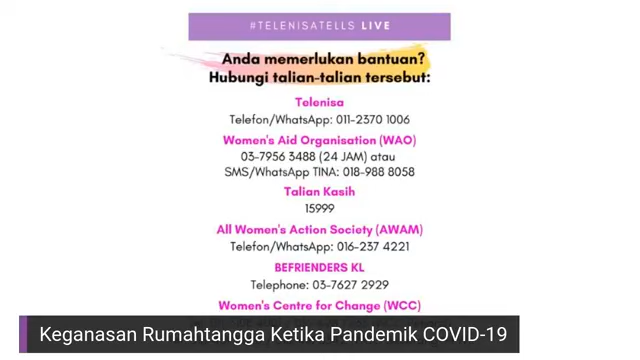 #TELENISATELLS LIVE
Anda memerlukan bantuan?
Hubungi talian-talian tersebut:
Telenisa
Telefon/WhatsApp: 011-2370 1006
Women's Aid Organisation (WAO)
03-7956 3488 (24 JAM) atau
SMS/WhatsApp TINA: 018-988 8058
Talian Kasih
15999
All Women's Action Society (AWAM)
Telefon/WhatsApp: 016-237 4221
BEFRIENDERS KL
Telephone: 03-7627 2929
Women's Centre for Change (WCC)
Keganasan Rumahtangga Ketika Pandemik COVID-19